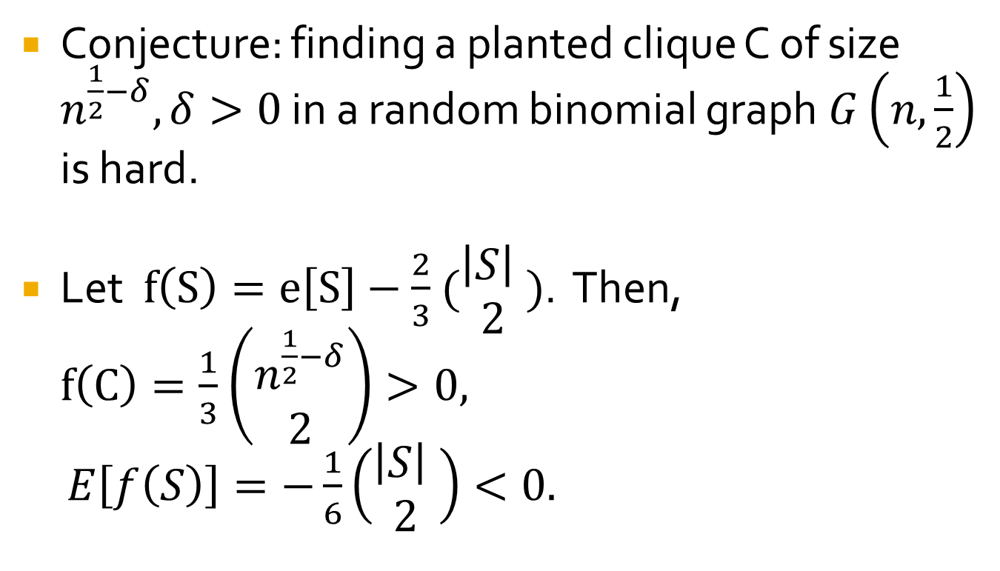 ▪ Conjecture: finding a planted clique C of size
$n^{\frac{1}{2}-\delta}, \delta > 0$ in a random binomial graph $G\left(n, \frac{1}{2}\right)$
is hard.
▪ Let $\mathrm{f(S)} = \mathrm{e[S]} - \frac{2}{3}\binom{|S|}{2}$. Then,
$\mathrm{f(C)} = \frac{1}{3}\binom{n^{\frac{1}{2}-\delta}}{2} > 0,$
$E[f(S)] = -\frac{1}{6}\binom{|S|}{2} < 0.$